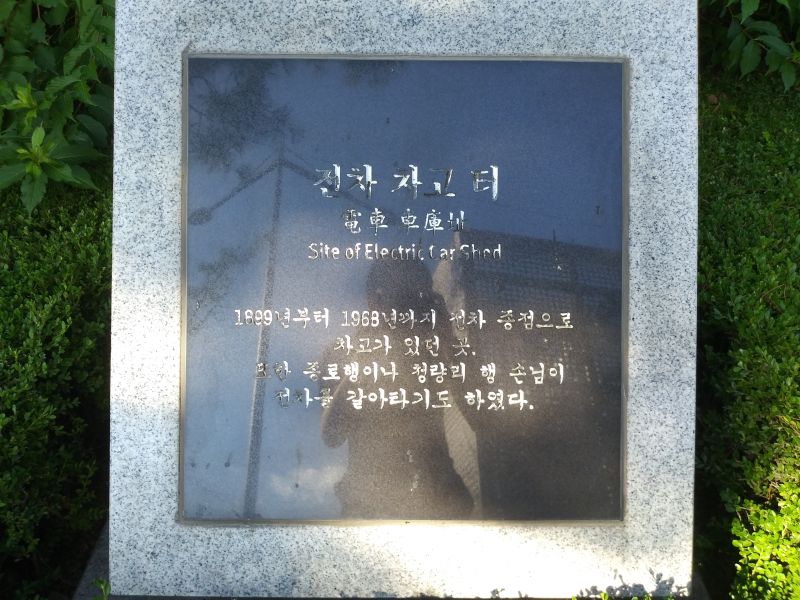 전차 차고 터
電車 車庫址
Site of Electric Car Shed
1899년부터 1968년까지 전차 종점으로
차고가 있던 곳.
또한 종로행이나 청량리 행 손님이
전차를 갈아타기도 하였다.